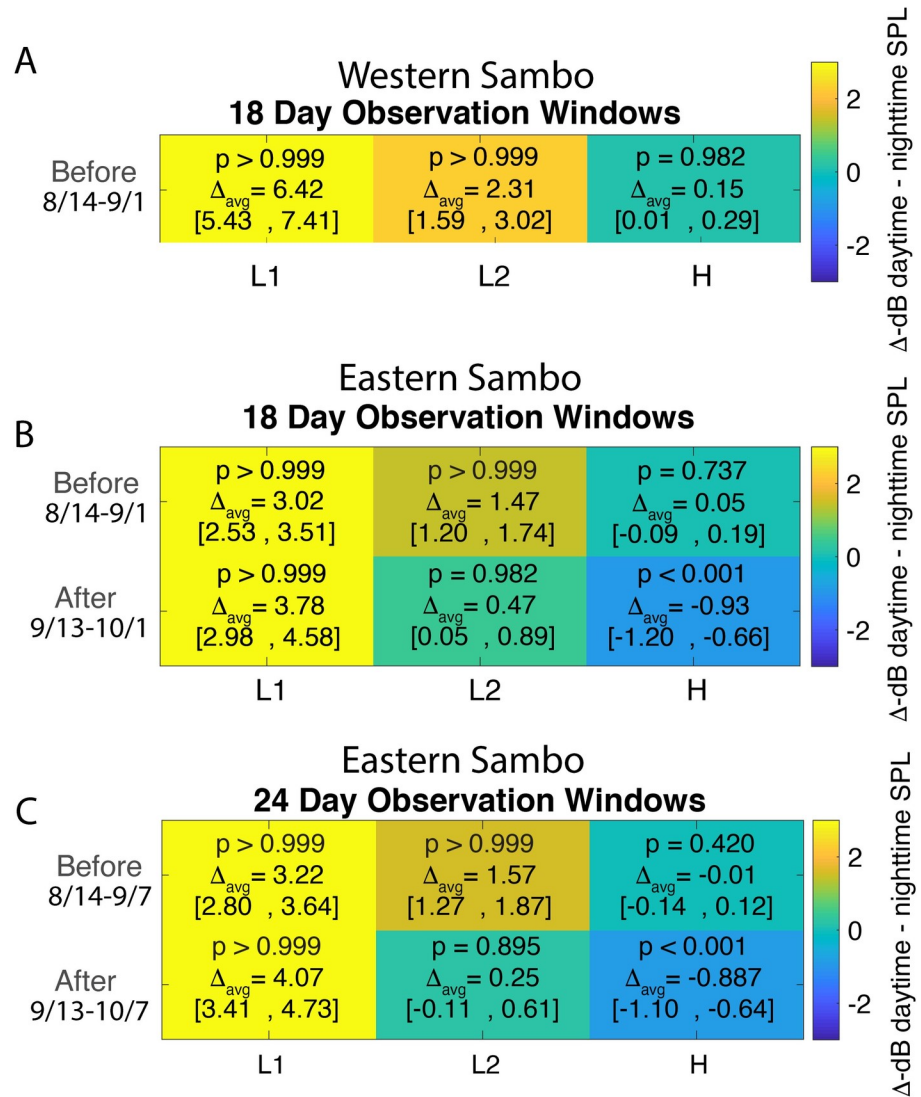 A
Western Sambo
18 Day Observation Windows
Before
8/14-9/1
p > 0.999
Δavg= 6.42
[5.43 , 7.41]
p > 0.999
Δavg= 2.31
[1.59 , 3.02]
p = 0.982
Δavg= 0.15
[0.01 , 0.29]
L1
L2
H
2
0
-2
Δ-dB daytime - nighttime SPL
B
Eastern Sambo
18 Day Observation Windows
Before
8/14-9/1
p > 0.999
Δavg= 3.02
[2.53 , 3.51]
p > 0.999
Δavg= 1.47
[1.20 , 1.74]
p = 0.737
Δavg= 0.05
[-0.09 , 0.19]
After
9/13-10/1
p > 0.999
Δavg= 3.78
[2.98 , 4.58]
p = 0.982
Δavg= 0.47
[0.05 , 0.89]
p < 0.001
Δavg= -0.93
[-1.20 , -0.66]
L1
L2
H
2
0
-2
Δ-dB daytime - nighttime SPL
C
Eastern Sambo
24 Day Observation Windows
Before
8/14-9/7
p > 0.999
Δavg= 3.22
[2.80 , 3.64]
p > 0.999
Δavg= 1.57
[1.27 , 1.87]
p = 0.420
Δavg= -0.01
[-0.14 , 0.12]
After
9/13-10/7
p > 0.999
Δavg= 4.07
[3.41 , 4.73]
p = 0.895
Δavg= 0.25
[-0.11 , 0.61]
p < 0.001
Δavg= -0.887
[-1.10 , -0.64]
L1
L2
H
2
0
-2
Δ-dB daytime - nighttime SPL